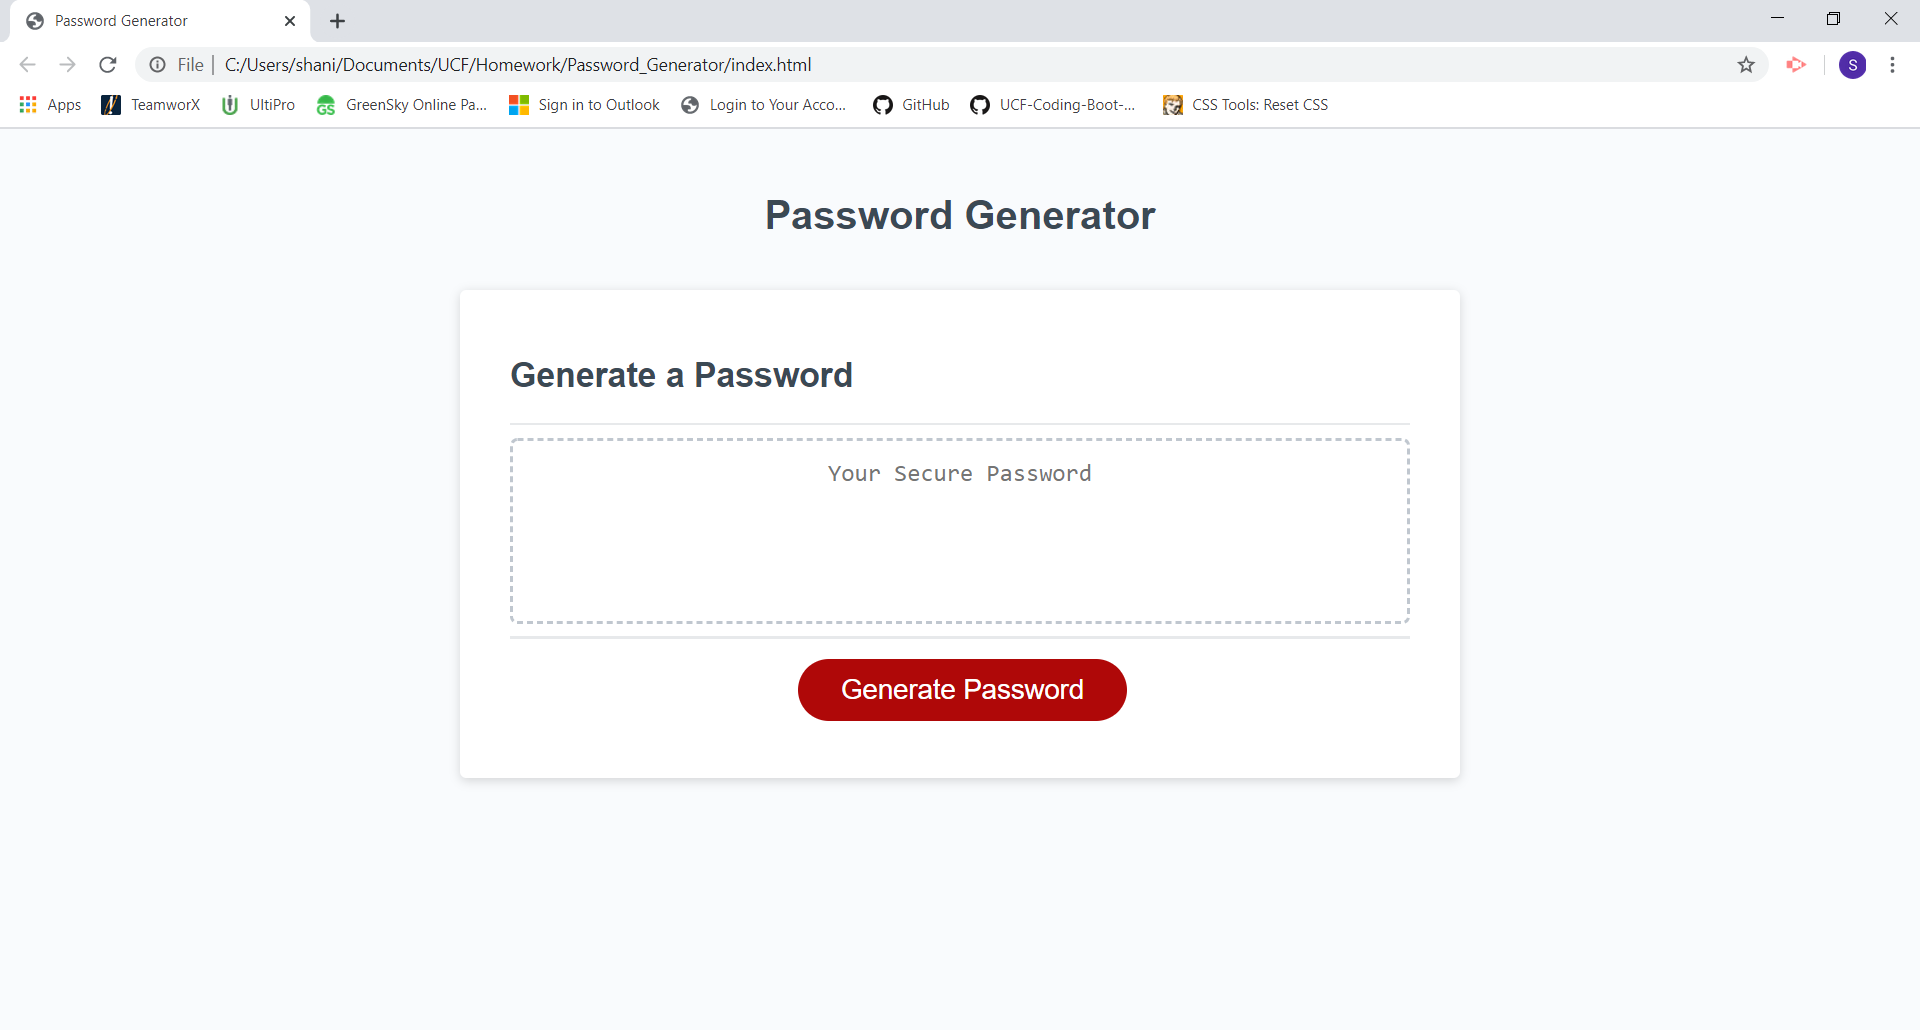 Password Generator
File | C:/Users/shani/Documents/UCF/Homework/Password_Generator/index.html
S
Apps TeamworX UltiPro GS GreenSky Online Pa... Sign in to Outlook Login to Your Acco... GitHub UCF-Coding-Boot-... CSS Tools: Reset CSS
Password Generator
Generate a Password
Your Secure Password
Generate Password